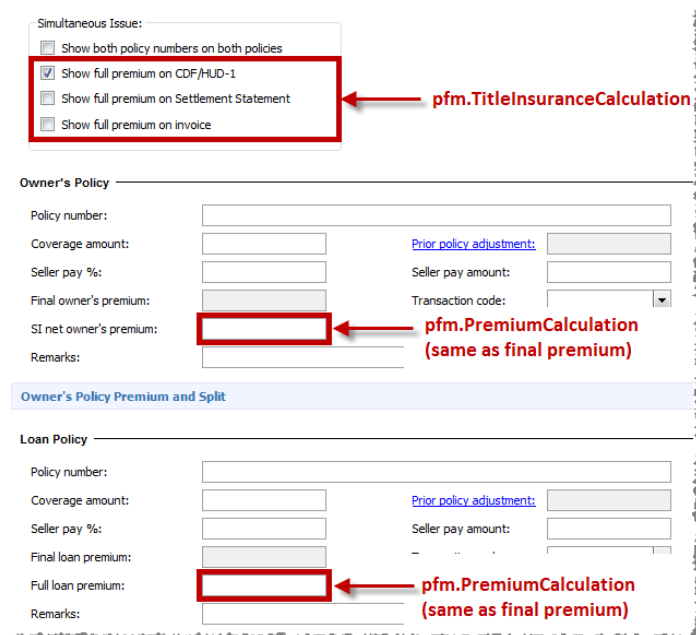 Simultaneous Issue:
Show both policy numbers on both policies
Show full premium on CDF/HUD-1
Show full premium on Settlement Statement
Show full premium on invoice
pfm.TitleInsuranceCalculation
Owner's Policy
Policy number:
Coverage amount:
Prior policy adjustment:
Seller pay %:
Seller pay amount:
Final owner's premium:
Transaction code:
SI net owner's premium:
pfm.PremiumCalculation
(same as final premium)
Remarks:
Owner's Policy Premium and Split
Loan Policy
Policy number:
Coverage amount:
Prior policy adjustment:
Seller pay %:
Seller pay amount:
Final loan premium:
Full loan premium:
pfm.PremiumCalculation
(same as final premium)
Remarks: